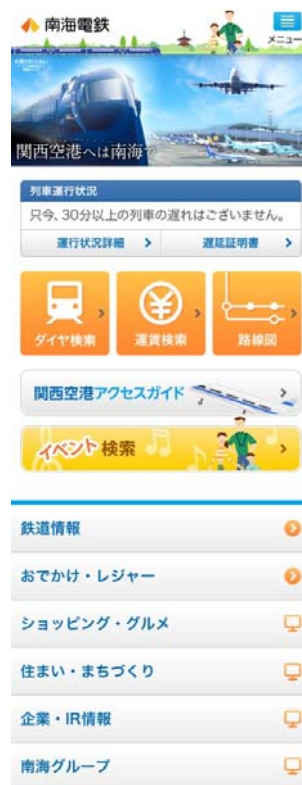 南海電鉄
メニュー
関西空港へは南海で
列車運行状況
只今、30分以上の列車の遅れはございません。
運行状況詳細
遅延証明書
ダイヤ検索
運賃検索
路線図
関西空港アクセスガイド
イベント検索
鉄道情報
おでかけ・レジャー
ショッピング・グルメ
住まい・まちづくり
企業・IR情報
南海グループ